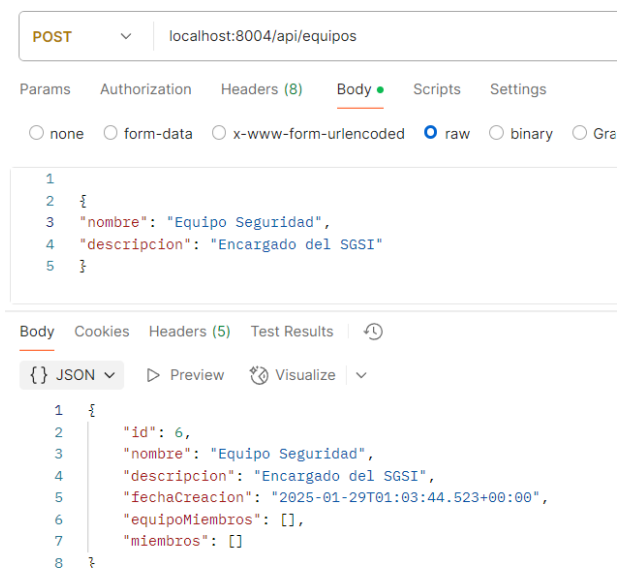 POST localhost:8004/api/equipos
Params Authorization Headers (8) Body Scripts Settings
none form-data x-www-form-urlencoded raw binary Gra
1
2 {
3 "nombre": "Equipo Seguridad",
4 "descripcion": "Encargado del SGSI"
5 }
Body Cookies Headers (5) Test Results
{} JSON Preview Visualize
1 {
2 "id": 6,
3 "nombre": "Equipo Seguridad",
4 "descripcion": "Encargado del SGSI",
5 "fechaCreacion": "2025-01-29T01:03:44.523+00:00",
6 "equipoMiembros": [],
7 "miembros": []
8 }